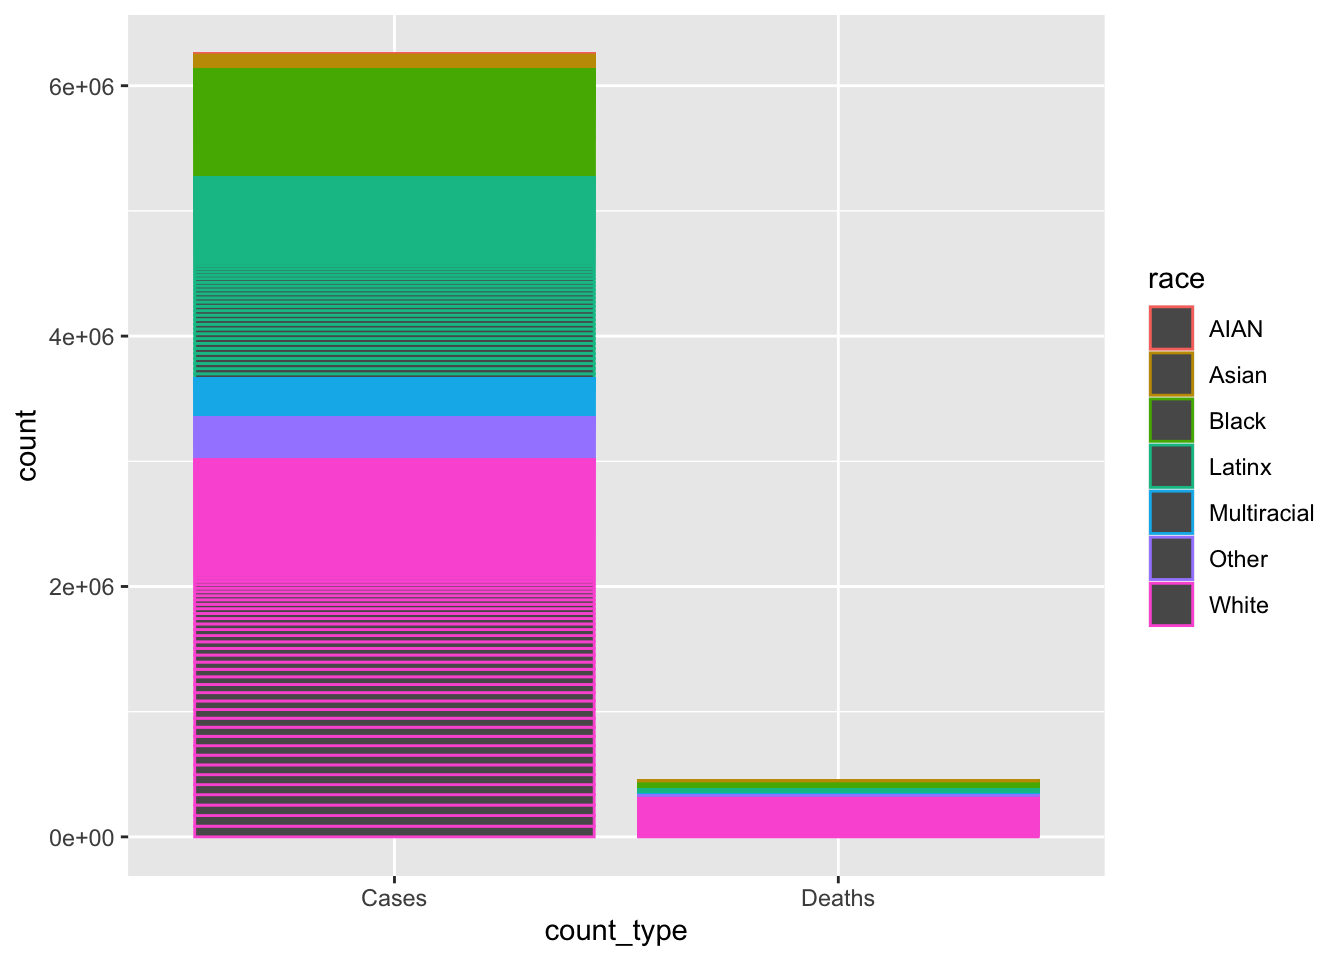 count
6e+06
4e+06
2e+06
0e+00
Cases
Deaths
count_type
race
AIAN
Asian
Black
Latinx
Multiracial
Other
White